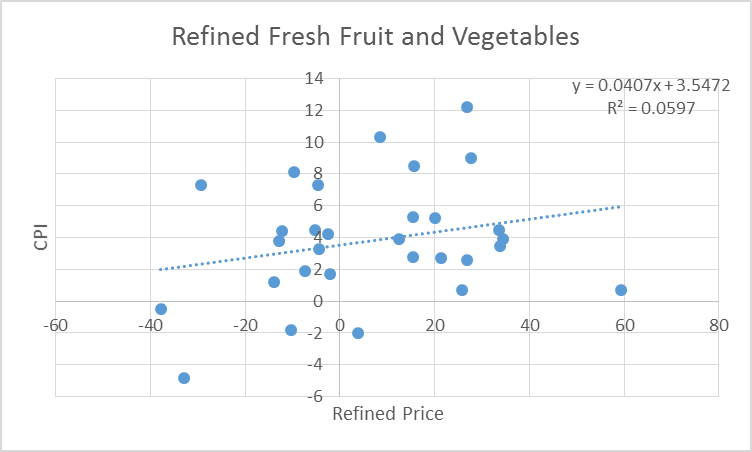 Refined Fresh Fruit and Vegetables
14
y = 0.0407x + 3.5472
12
R² = 0.0597
10
8
6
CPI
4
2
0
-60 -40 -20 0 20 40 60 80
-2
-4
-6
Refined Price